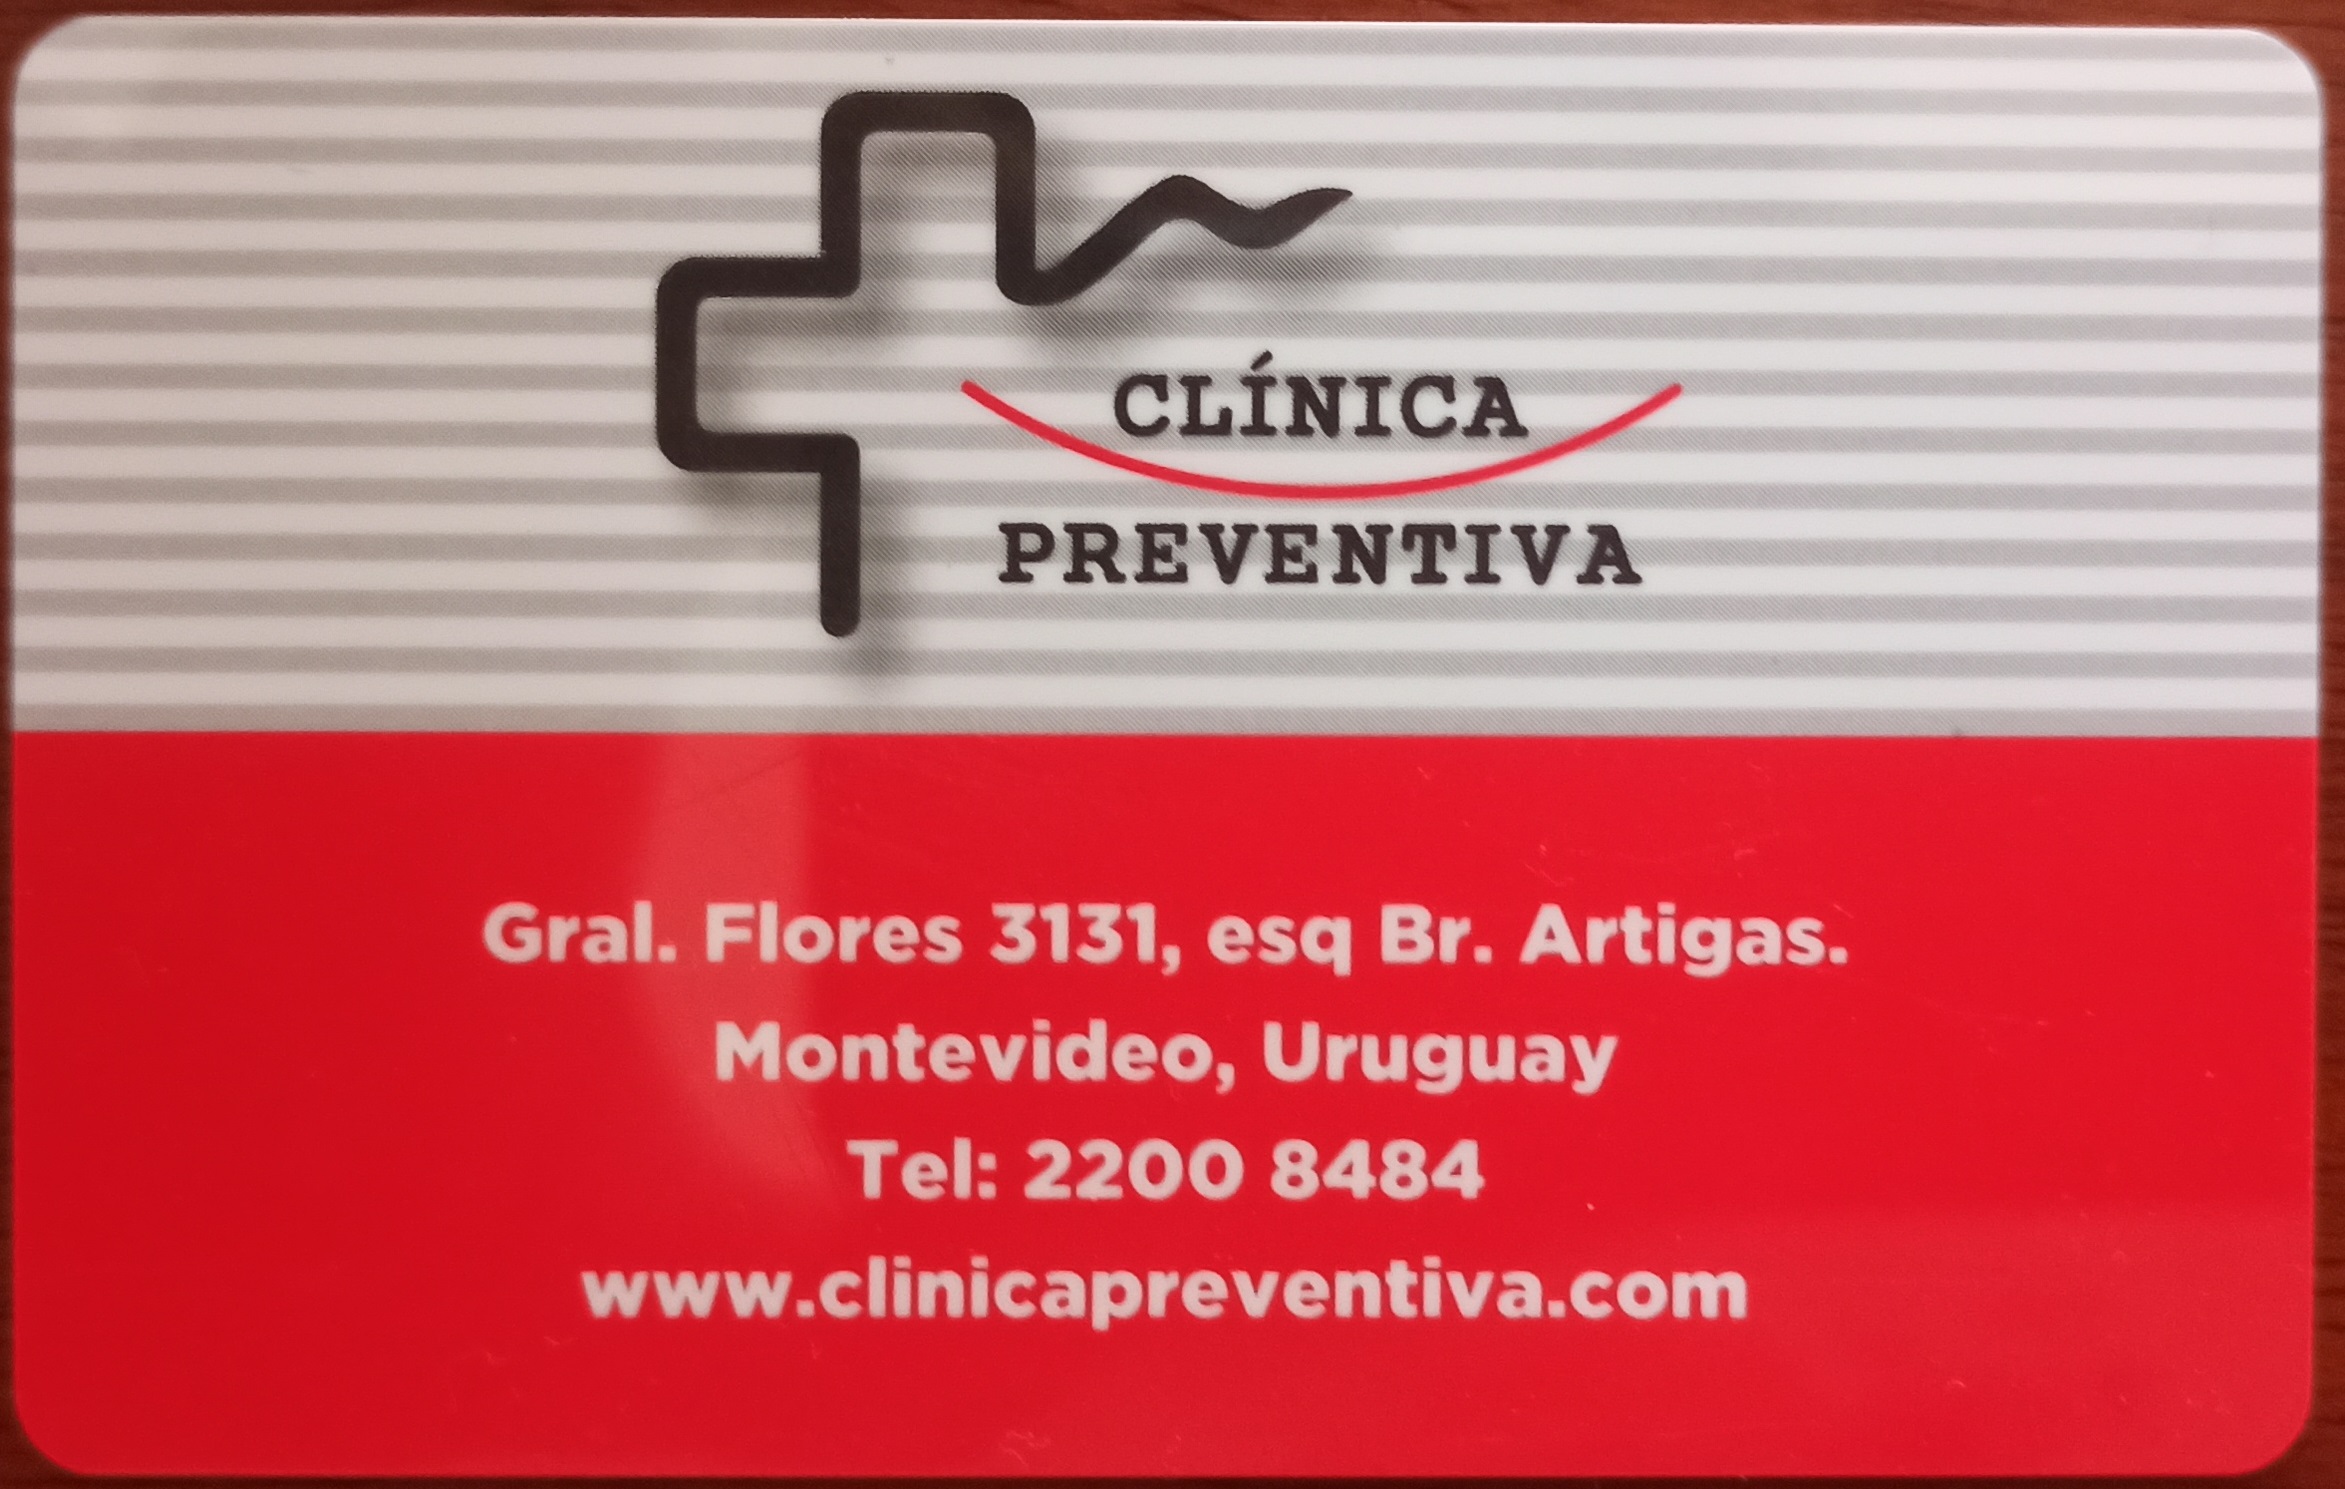 CLÍNICA
PREVENTIVA
Gral. Flores 3131, esq Br. Artigas.
Montevideo, Uruguay
Tel: 2200 8484
www.clinicapreventiva.com